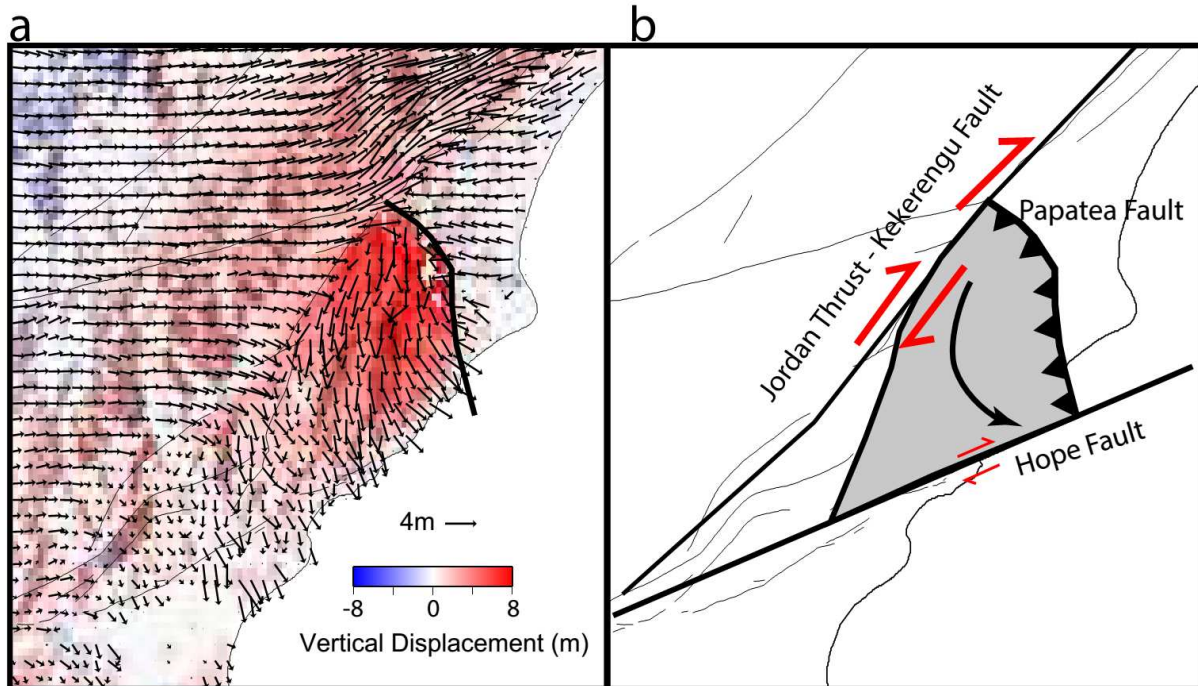 a
4m
-8 0 8
Vertical Displacement (m)
b
Jordan Thrust - Kekerengu Fault
Papatea Fault
Hope Fault